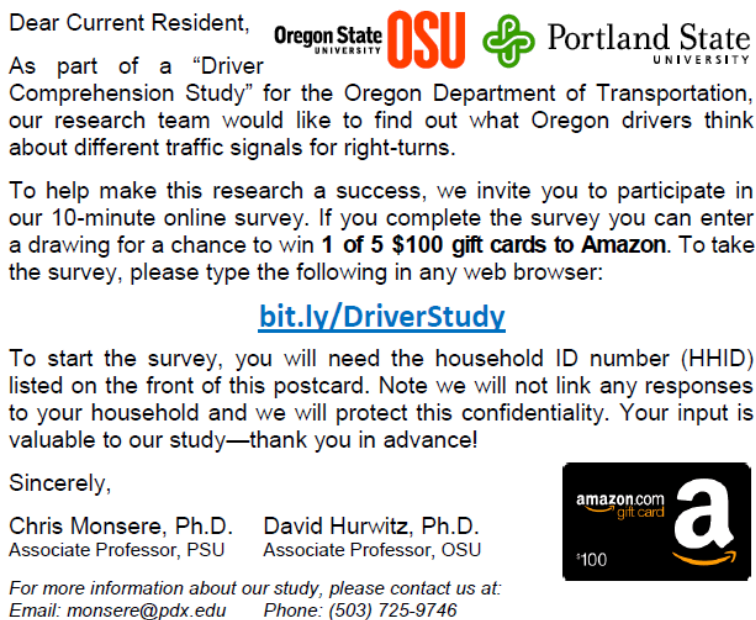 Dear Current Resident,
Oregon State
UNIVERSITY
OSU
Portland State
UNIVERSITY
As part of a “Driver
Comprehension Study” for the Oregon Department of Transportation,
our research team would like to find out what Oregon drivers think
about different traffic signals for right-turns.
To help make this research a success, we invite you to participate in
our 10-minute online survey. If you complete the survey you can enter
a drawing for a chance to win 1 of 5 $100 gift cards to Amazon. To take
the survey, please type the following in any web browser:
bit.ly/DriverStudy
To start the survey, you will need the household ID number (HHID)
listed on the front of this postcard. Note we will not link any responses
to your household and we will protect this confidentiality. Your input is
valuable to our study—thank you in advance!
Sincerely,
Chris Monsere, Ph.D. David Hurwitz, Ph.D.
Associate Professor, PSU Associate Professor, OSU
For more information about our study, please contact us at:
Email: monsere@pdx.edu Phone: (503) 725-9746
amazon.com
gift card
a
$100